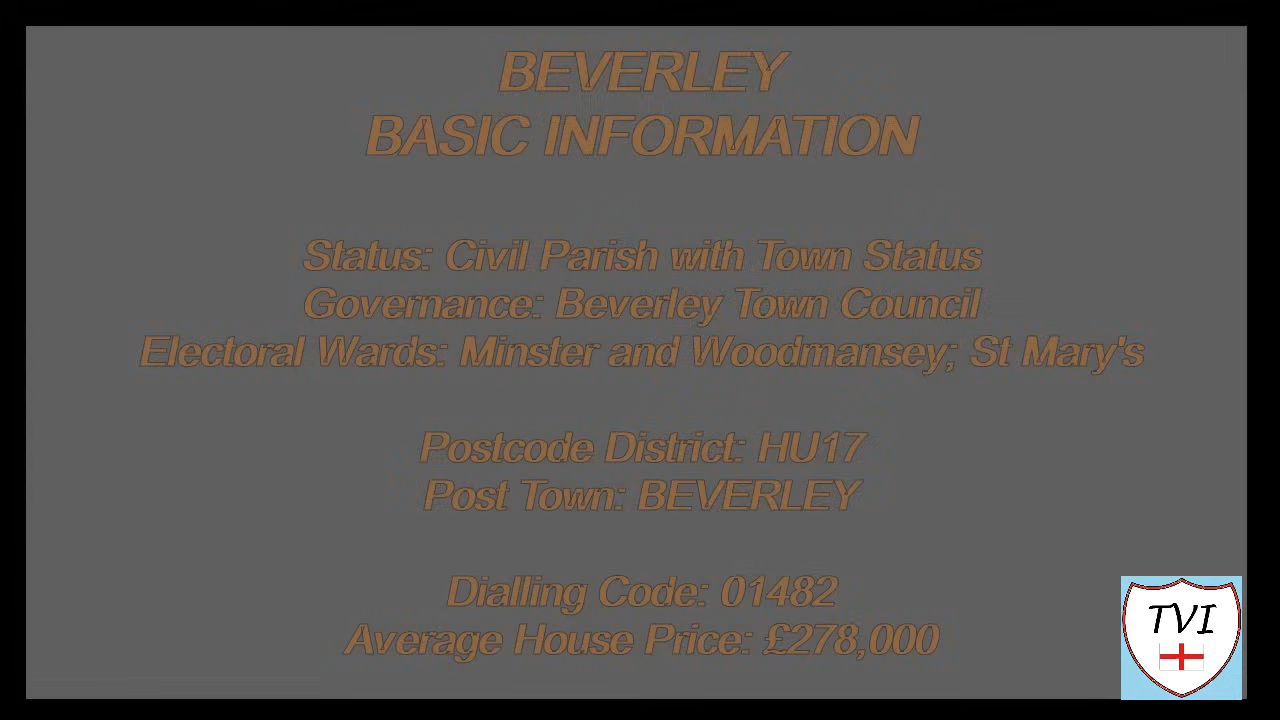 BEVERLEY
BASIC INFORMATION
Status: Civil Parish with Town Status
Governance: Beverley Town Council
Electoral Wards: Minster and Woodmansey; St Mary's
Postcode District: HU17
Post Town: BEVERLEY
Dialling Code: 01482
Average House Price: £278,000
TVI